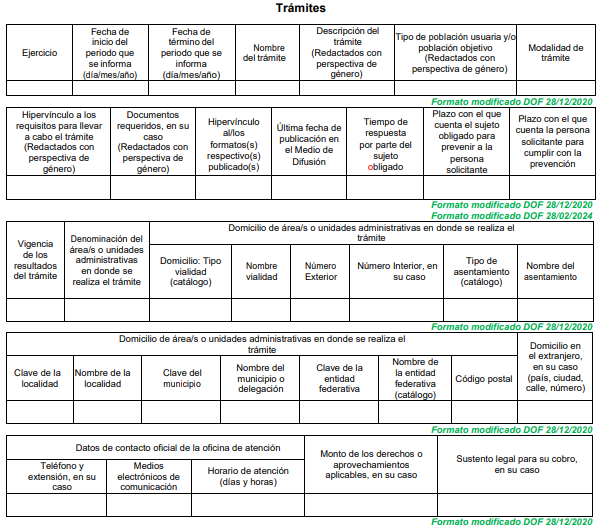 Trámites
Ejercicio
Fecha de
inicio del
periodo que
se informa
(día/mes/año)
Fecha de
término del
periodo que se
informa
(día/mes/año)
Nombre
del trámite
Descripción del
trámite
(Redactados con
perspectiva de
género)
Tipo de población usuaria y/o
población objetivo
(Redactados con
perspectiva de género)
Modalidad de
trámite
Formato modificado DOF 28/12/2020
Hipervínculo a los
requisitos para llevar
a cabo el trámite
(Redactados con
perspectiva de
género)
Documentos
requeridos, en su
caso
(Redactados con
perspectiva de
género)
Hipervínculo
al/los
formatos(s)
respectivo(s)
publicado(s)
Última fecha de
publicación en
el Medio de
Difusión
Tiempo de
respuesta
por parte del
sujeto
obligado
Plazo con el que
cuenta el sujeto
obligado para
prevenir a la
persona
solicitante
Plazo con el que
cuenta la persona
solicitante para
cumplir con la
prevención
Formato modificado DOF 28/12/2020
Formato modificado DOF 28/02/2024
Vigencia
de los
resultados
del trámite
Denominación del
área/s o unidades
administrativas
en donde se
realiza el trámite
Domicilio de área/s o unidades administrativas en donde se realiza el
trámite
Domicilio: Tipo
vialidad
(catálogo)
Nombre
vialidad
Número
Exterior
Número Interior, en
su caso
Tipo de
asentamiento
(catálogo)
Nombre del
asentamiento
Formato modificado DOF 28/12/2020
Domicilio de área/s o unidades administrativas en donde se realiza el
trámite
Domicilio en
el extranjero,
en su caso
(país, ciudad,
calle, número)
Clave de la
localidad
Nombre de la
localidad
Clave del
municipio
Nombre del
municipio o
delegación
Clave de la
entidad
federativa
Nombre de
la entidad
federativa
(catálogo)
Código postal
Formato modificado DOF 28/12/2020
Datos de contacto oficial de la oficina de atención
Teléfono y
extensión, en su
caso
Medios
electrónicos de
comunicación
Horario de atención
(días y horas)
Monto de los derechos o
aprovechamientos
aplicables, en su caso
Sustento legal para su cobro,
en su caso
Formato modificado DOF 28/12/2020